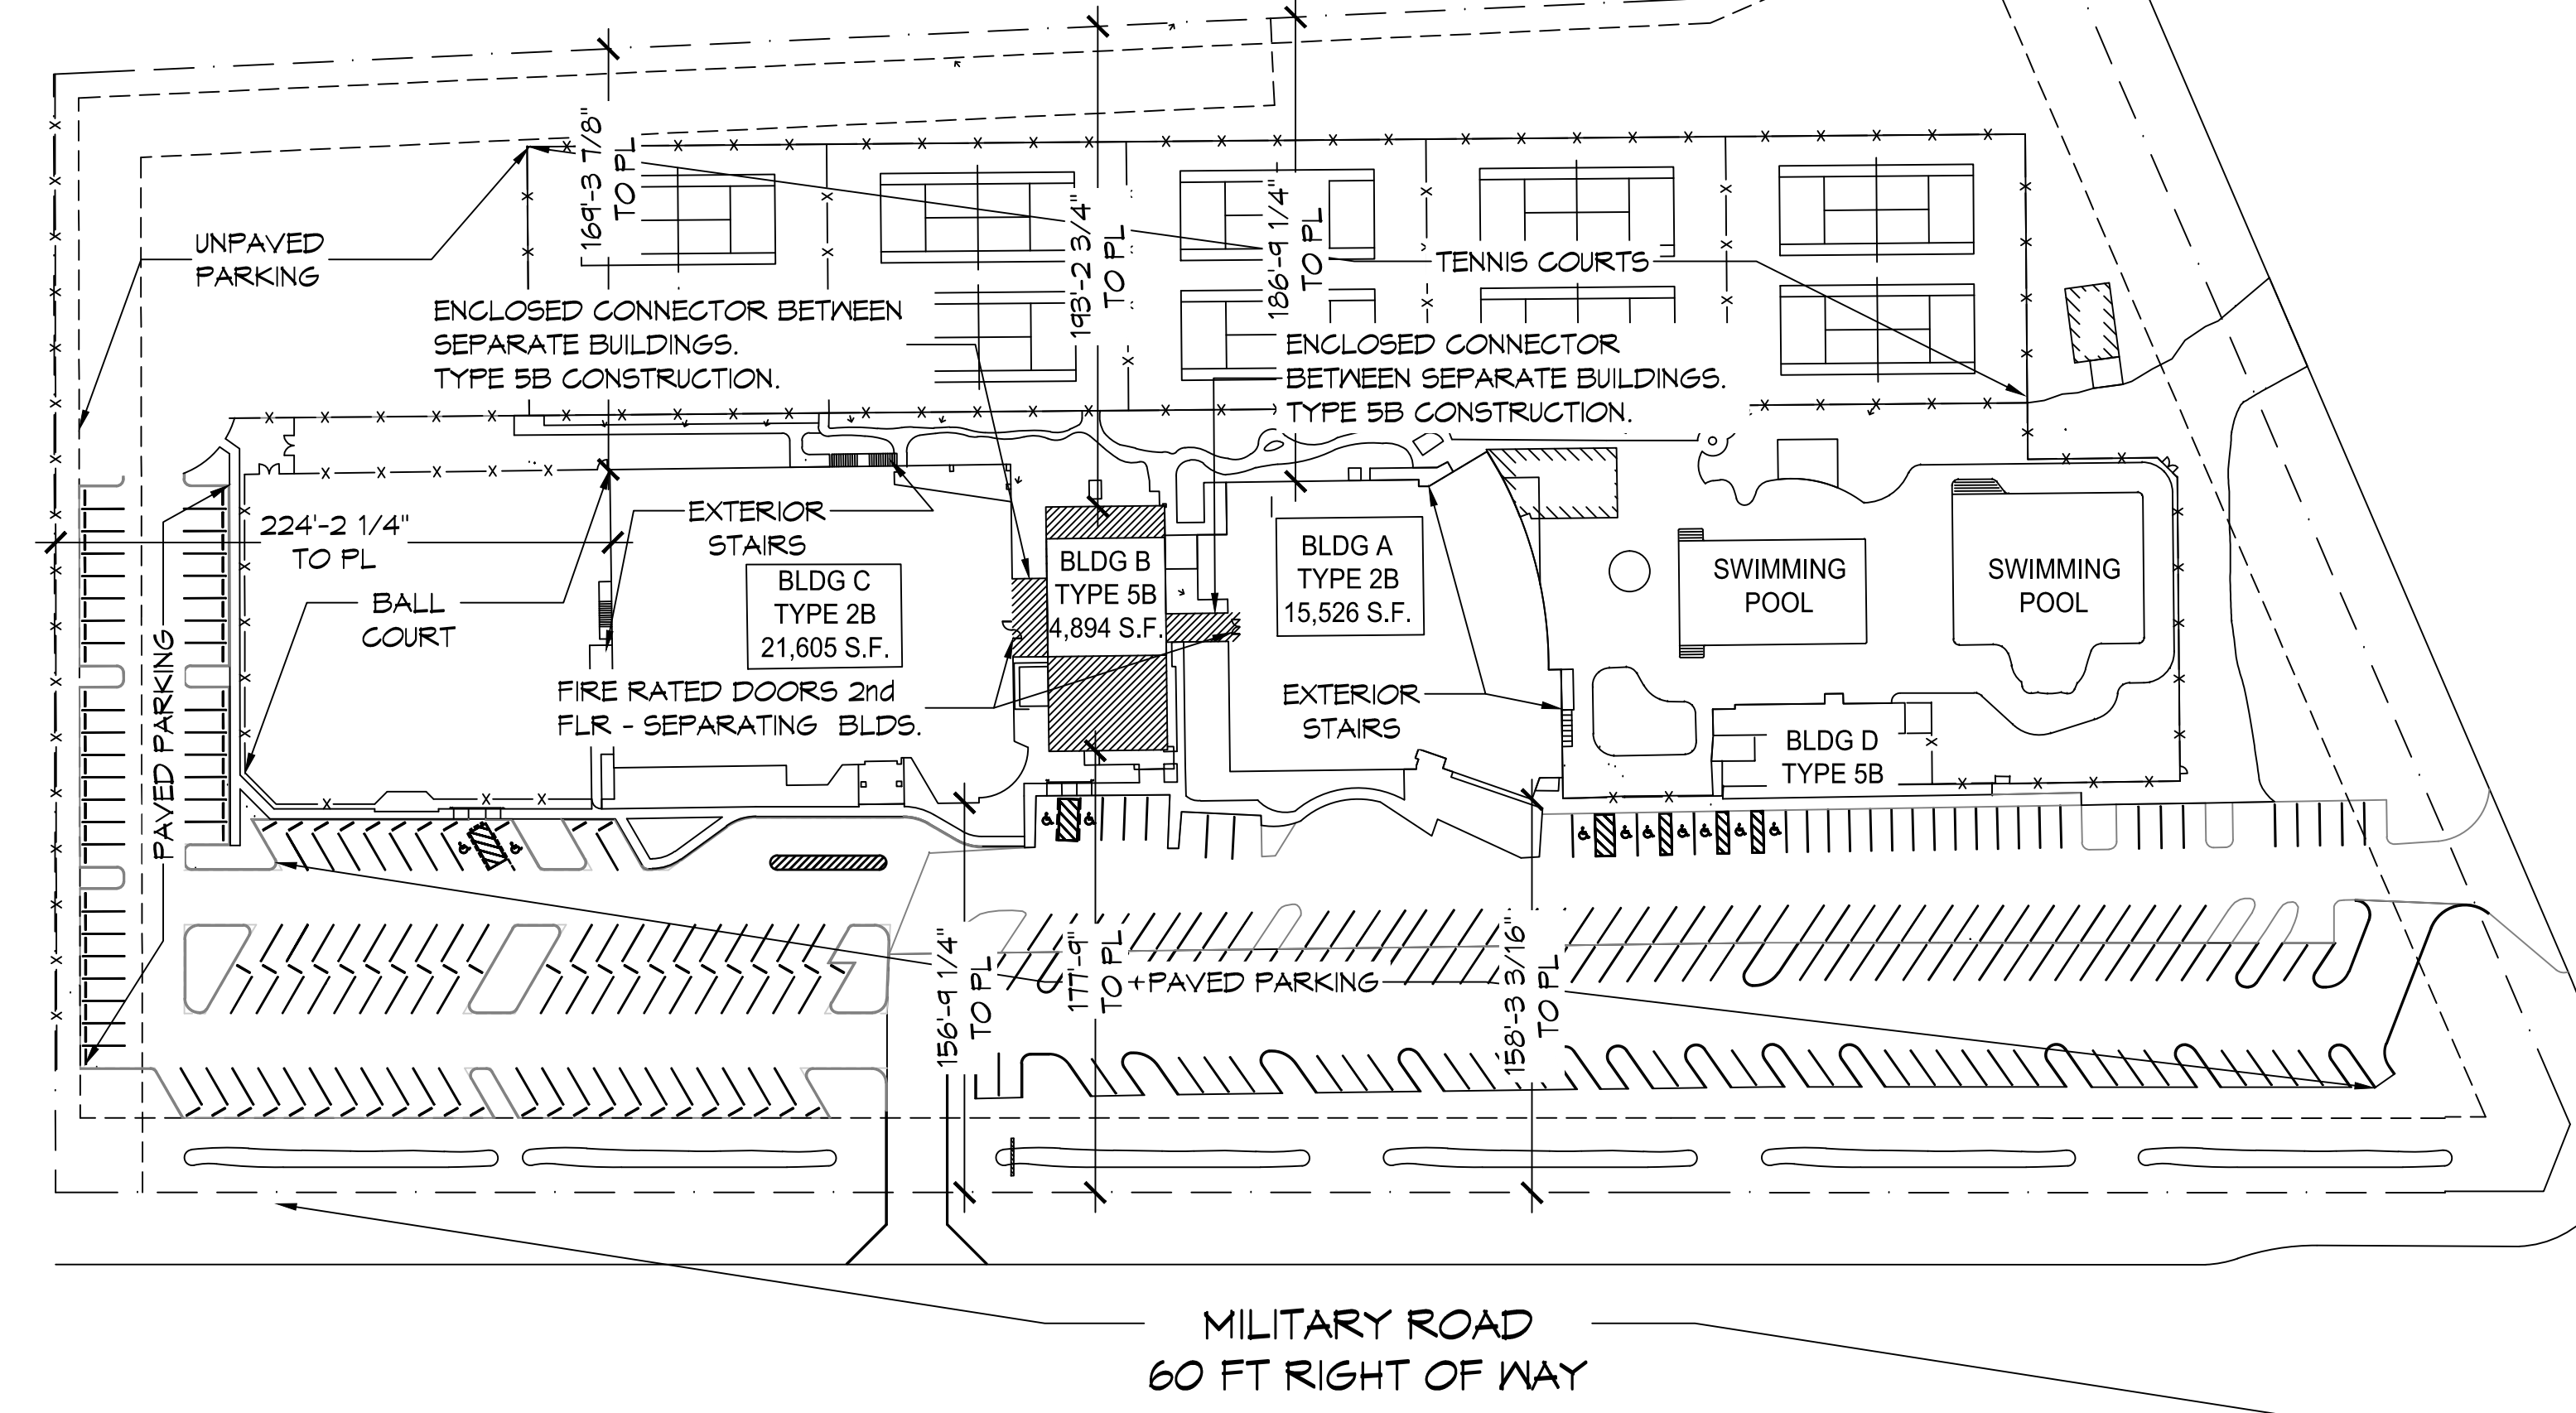 169'-3 7/8"
TO PL
193'-2 3/4"
TO PL
186'-9 1/4"
TO PL
UNPAVED
PARKING
TENNIS COURTS
ENCLOSED CONNECTOR BETWEEN
SEPARATE BUILDINGS.
TYPE 5B CONSTRUCTION.
ENCLOSED CONNECTOR
BETWEEN SEPARATE BUILDINGS.
TYPE 5B CONSTRUCTION.
224'-2 1/4"
TO PL
EXTERIOR
STAIRS
BALL
COURT
BLDG C
TYPE 2B
21,605 S.F.
BLDG B
TYPE 5B
4,894 S.F.
BLDG A
TYPE 2B
15,526 S.F.
SWIMMING
POOL
SWIMMING
POOL
PAVED PARKING
FIRE RATED DOORS 2nd
FLR - SEPARATING BLDS.
EXTERIOR
STAIRS
BLDG D
TYPE 5B
156'-9 1/4"
TO PL
177'-9"
TO PL
PAVED PARKING
158'-3 3/16"
TO PL
MILITARY ROAD
60 FT RIGHT OF WAY